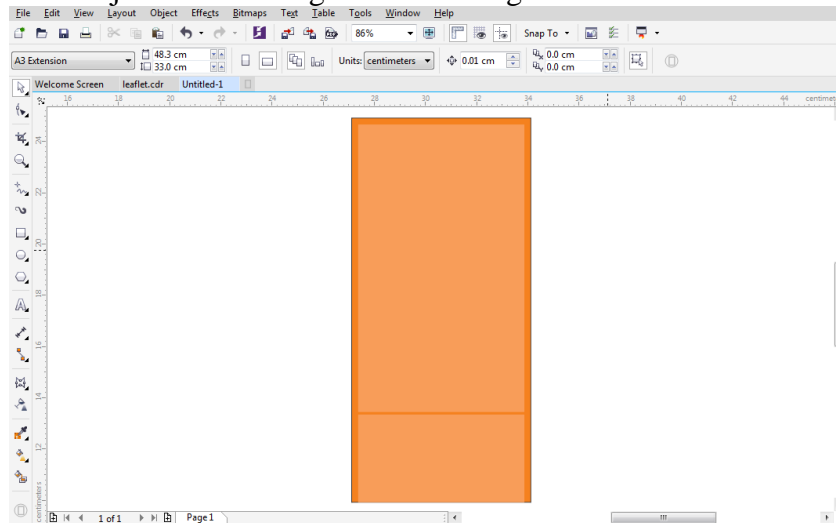 File Edit View Layout Object Effects Bitmaps Text Table Tools Window Help
86% Snap To
A3 Extension 48.3 cm 33.0 cm Units: centimeters 0.01 cm 0.0 cm 0.0 cm
Welcome Screen leaflet.cdr Untitled-1
16 18 20 22 24 26 28 30 32 34 36 38 40 42 44 centimet
24
22
20
18
16
14
12
centimeters
1 of 1 Page 1